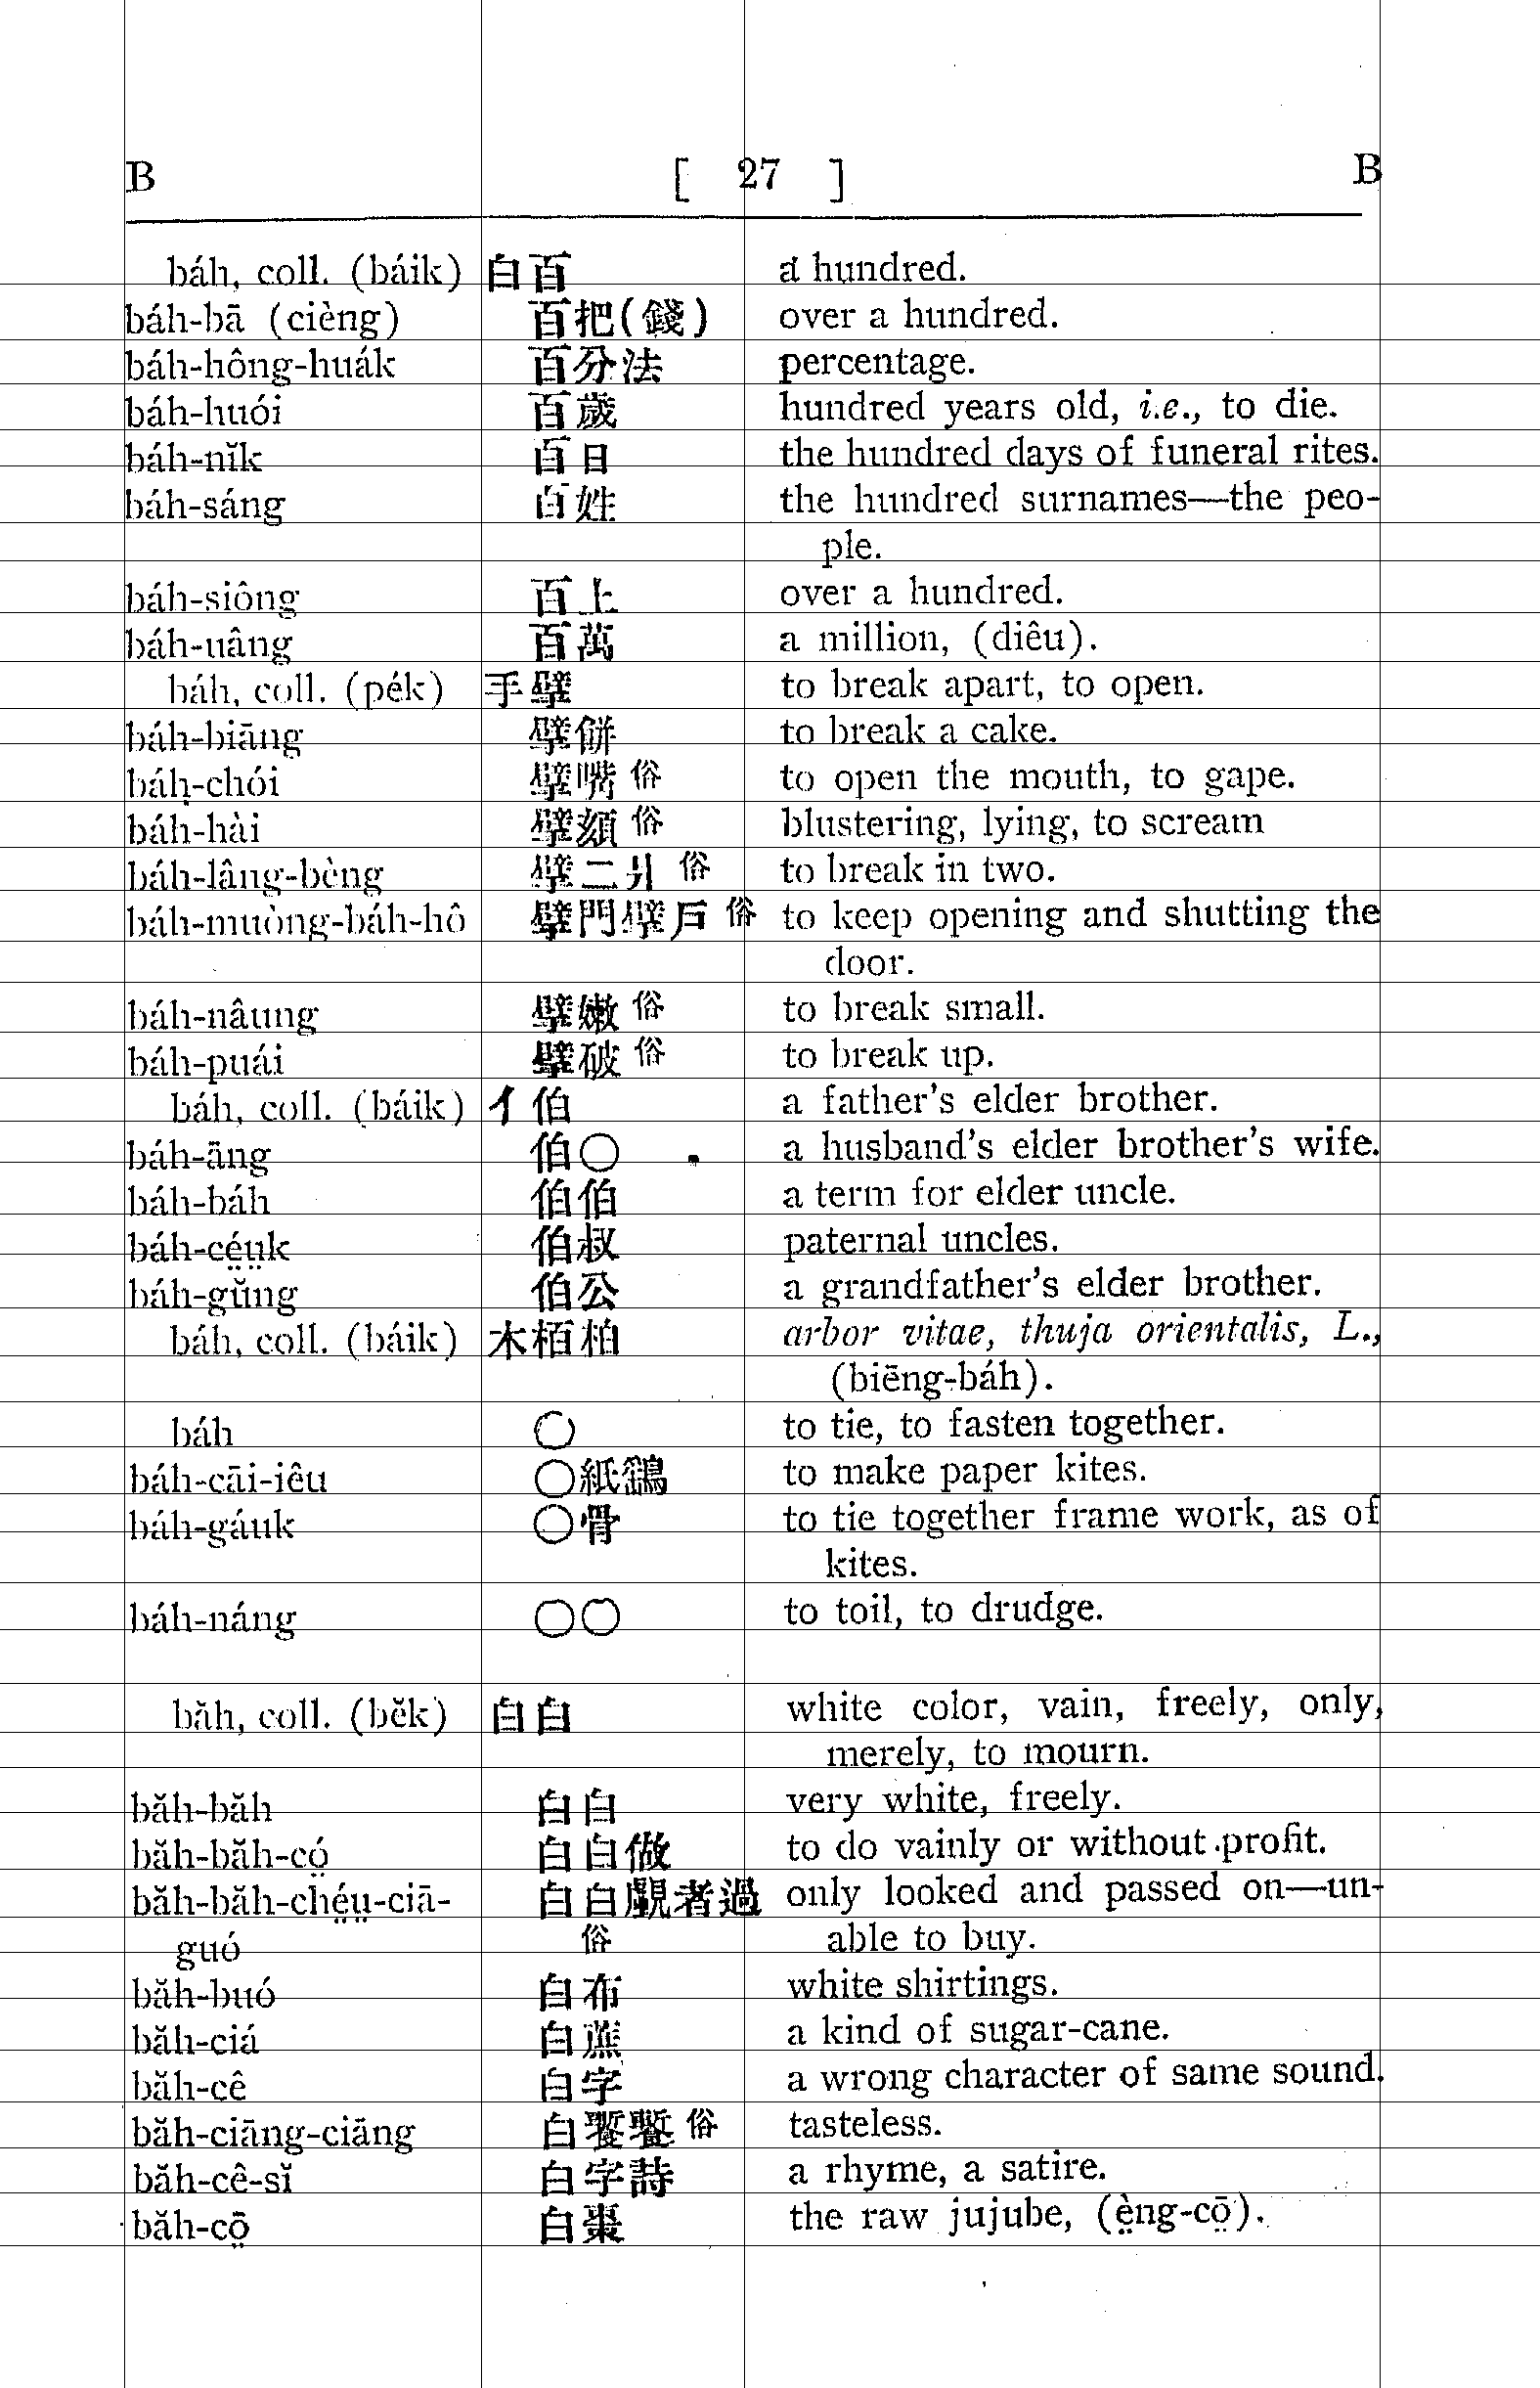 B [ 27 ] B
báh, coll. (báik) 白百 a hundred.
báh-bā (cièng) 百把(錢) over a hundred.
báh-hông-huák 百分法 percentage.
báh-huói 百歲 hundred years old, i.e., to die.
báh-nĭk 百日 the hundred days of funeral rites.
báh-sáng 百姓 the hundred surnames—the peo-
ple.
báh-siông 百上 over a hundred.
báh-uâng 百萬 a million, (diêu).
báh, coll. (pék) 手擘 to break apart, to open.
báh-biāng 擘餅 to break a cake.
báh-chói 擘嘴俗 to open the mouth, to gape.
báh-hài 擘頦俗 blustering, lying, to scream
báh-lâng-bèng 擘二爿俗 to break in two.
báh-muòng-báh-hô 擘門擘戶俗 to keep opening and shutting the
door.
báh-nâung 擘嫩俗 to break small.
báh-puái 擘破俗 to break up.
báh, coll. (báik) 亻伯 a father's elder brother.
báh-āng 伯〇 a husband's elder brother's wife.
báh-báh 伯伯 a term for elder uncle.
báh-cé̤ṳk 伯叔 paternal uncles.
báh-gŭng 伯公 a grandfather's elder brother.
báh, coll. (báik) 木栢柏 arbor vitae, thuja orientalis, L.,
(biēng-báh).
báh 〇 to tie, to fasten together.
báh-cāi-iêu 〇紙鷂 to make paper kites.
báh-gáuk 〇骨 to tie together frame work, as of
kites.
báh-náng 〇〇 to toil, to drudge.
băh, coll. (bĕk) 白白 white color, vain, freely, only,
merely, to mourn.
băh-băh 白白 very white, freely.
băh-băh-có̤ 白白做 to do vainly or without profit.
băh-băh-ché̤ṳ-ciā- 白白覷者過 only looked and passed on—un-
guó 俗 able to buy.
băh-buó 白布 white shirtings.
băh-ciá 白蔗 a kind of sugar-cane.
băh-cê 白字 a wrong character of same sound.
băh-ciāng-ciāng 白 俗 tasteless.
băh-cê-sĭ 白字詩 a rhyme, a satire.
băh-cō̤ 白棗 the raw jujube, (è̤ng-cō̤).